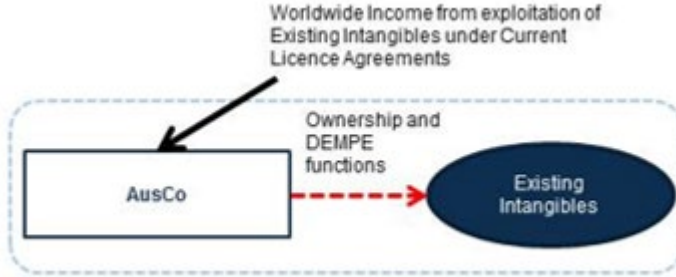 Worldwide Income from exploitation of
Existing Intangibles under Current
Licence Agreements
Ownership and
DEMPE
functions
AusCo
Existing
Intangibles